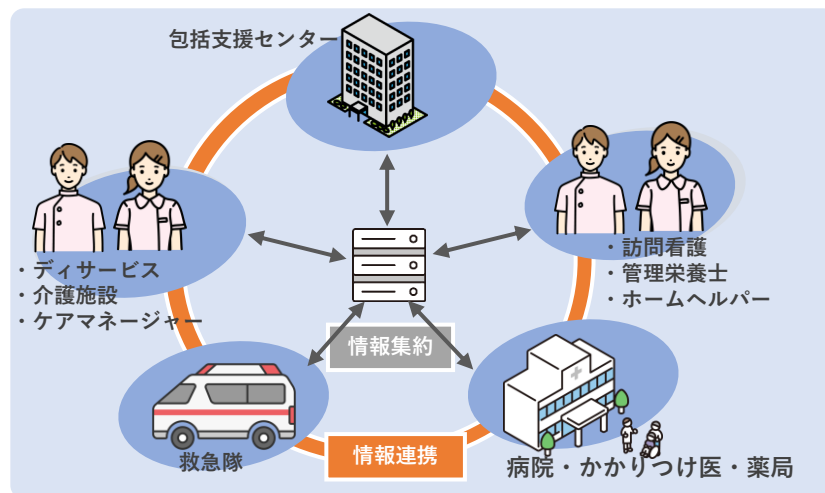 包括支援センター
・ディサービス
・介護施設
・ケアマネージャー
・訪問看護
・管理栄養士
・ホームヘルパー
情報集約
救急隊
情報連携
病院・かかりつけ医・薬局